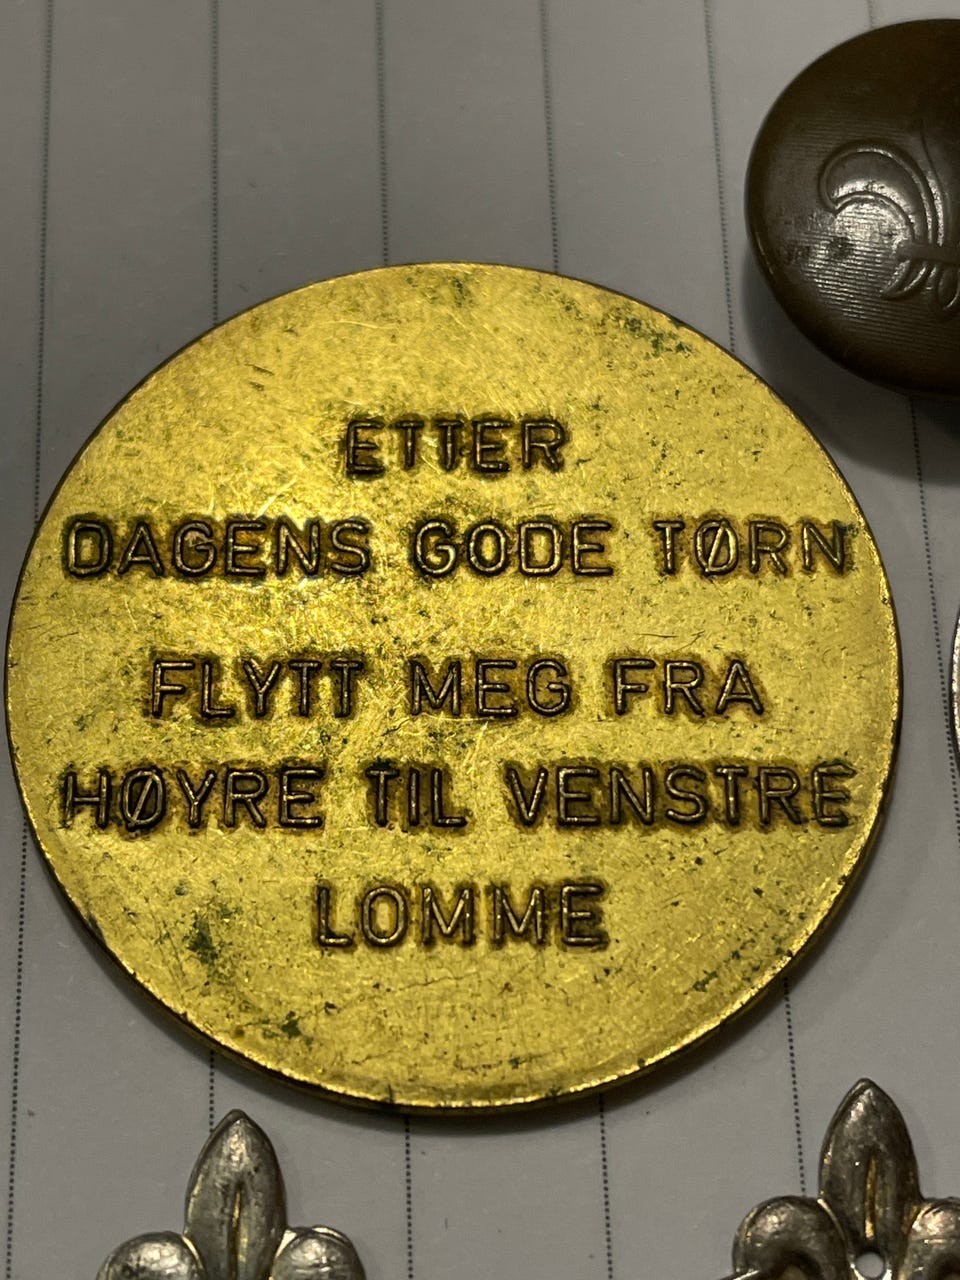 ETTER
DAGENS GODE TØRN
FLYTT MEG FRA
HØYRE TIL VENSTRE
LOMME